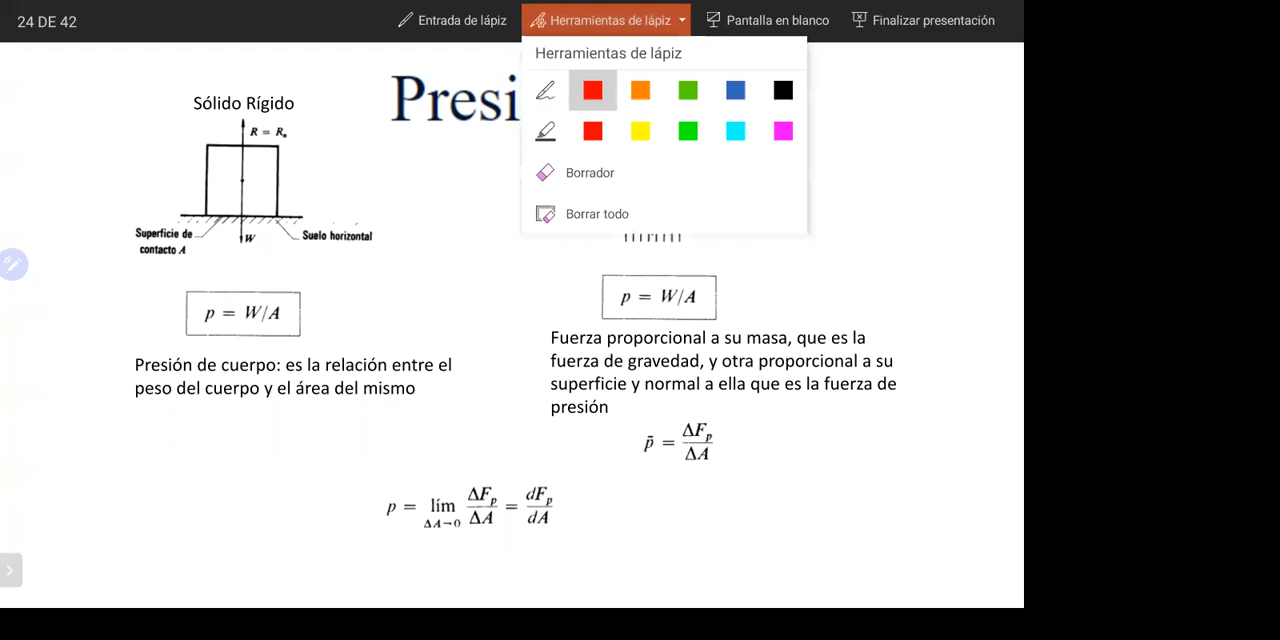 24 DE 42
Entrada de lápiz
Herramientas de lápiz
Pantalla en blanco
Finalizar presentación
Herramientas de lápiz
Borrador
Borrar todo
Presi
Sólido Rígido
R = Rn
W
Superficie de
contacto A
Suelo horizontal
p = W/A
Presión de cuerpo: es la relación entre el
peso del cuerpo y el área del mismo
p = W/A
Fuerza proporcional a su masa, que es la
fuerza de gravedad, y otra proporcional a su
superficie y normal a ella que es la fuerza de
presión
p̄ = ΔFp/ΔA
p = lím ΔA→0 ΔFp/ΔA = dFp/dA